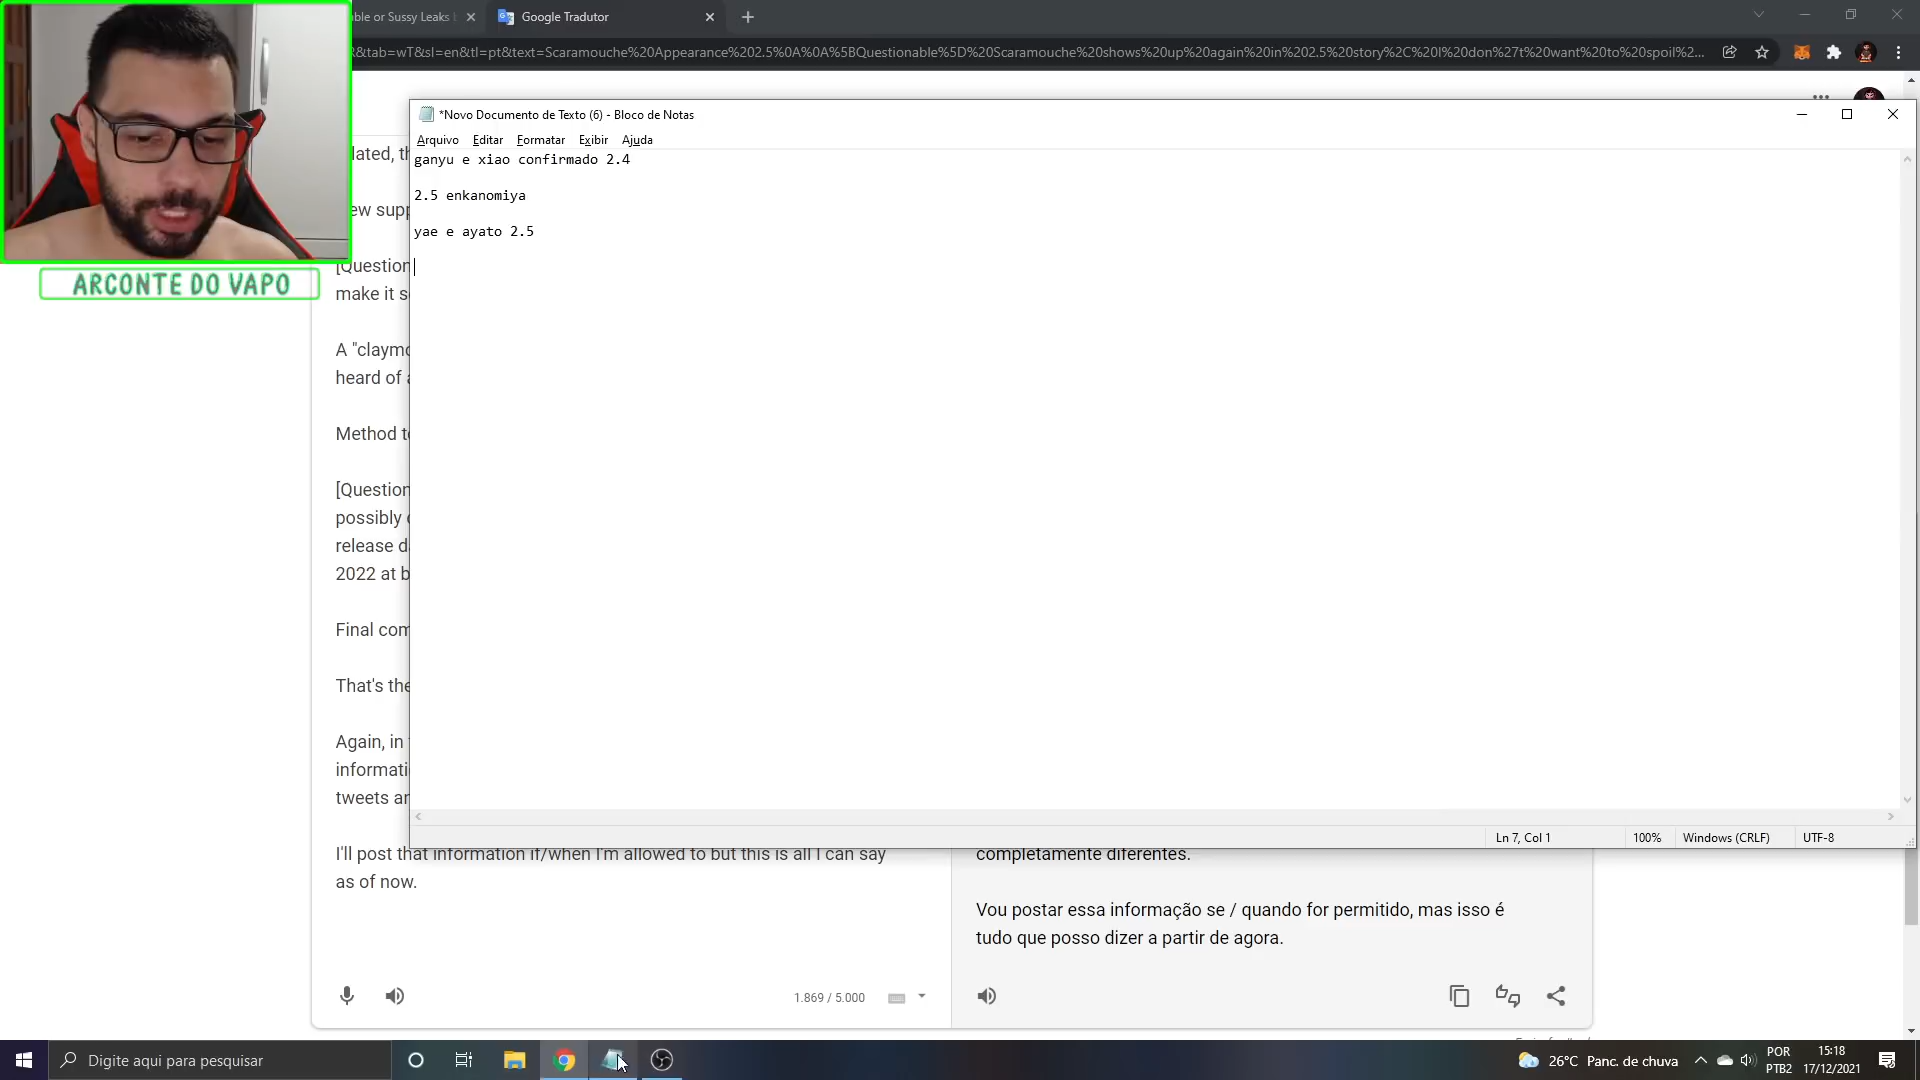 ble or Sussy Leaks
Google Tradutor
R&tab=wT&sl=en&tl=pt&text=Scaramouche%20Appearance%202.5%0A%0A%5BQuestionable%5D%20Scaramouche%20shows%20up%20again%20in%202.5%20story%2C%20I%20don%27t%20want%20to%20spoil%2...
*Novo Documento de Texto (6) - Bloco de Notas
Arquivo Editar Formatar Exibir Ajuda
ganyu e xiao confirmado 2.4
2.5 enkanomiya
yae e ayato 2.5
ARCONTE DO VAPO
lated, th
ew supp
[Question
make it s
A "claymo
heard of a
Method to
[Question
possibly
release da
2022 at b
Final com
That's the
Again, in
informati
tweets an
I'll post that information if/when I'm allowed to but this is all I can say
as of now.
1.869 / 5.000
Ln 7, Col 1 100% Windows (CRLF) UTF-8
completamente diferentes.
Vou postar essa informação se / quando for permitido, mas isso é
tudo que posso dizer a partir de agora.
Digite aqui para pesquisar
26°C Panc. de chuva
POR
PTB2
15:18
17/12/2021